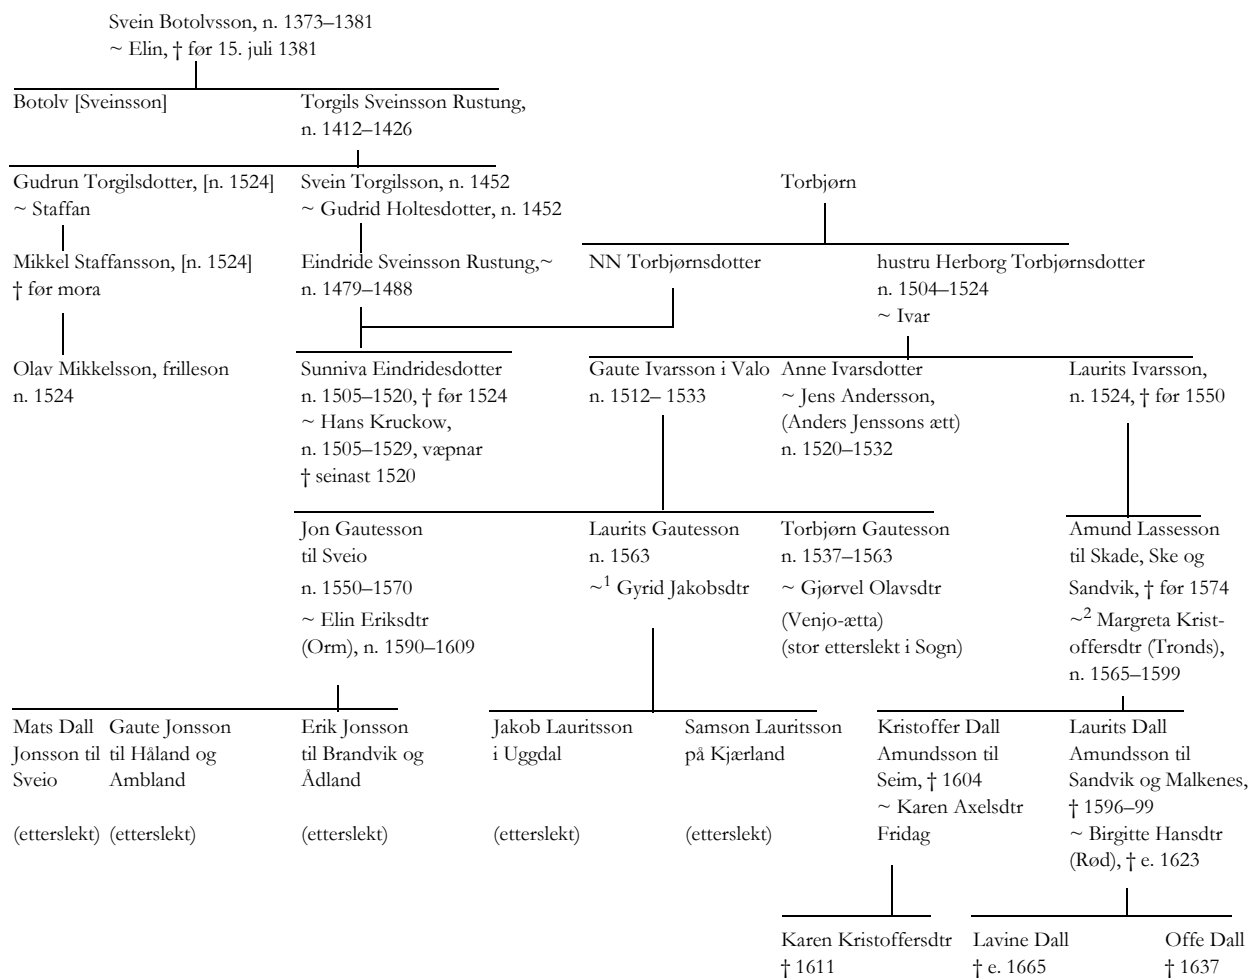 Svein Botolvsson, n. 1373–1381
~ Elin, † før 15. juli 1381
Botolv [Sveinsson]
Torgils Sveinsson Rustung,
n. 1412–1426
Gudrun Torgilsdotter, [n. 1524]
~ Staffan
Svein Torgilsson, n. 1452
~ Gudrid Holtesdotter, n. 1452
Torbjørn
Mikkel Staffansson, [n. 1524]
† før mora
Eindride Sveinsson Rustung,~
n. 1479–1488
NN Torbjørnsdotter
hustru Herborg Torbjørnsdotter
n. 1504–1524
~ Ivar
Olav Mikkelsson, frilleson
n. 1524
Sunniva Eindridesdotter
n. 1505–1520, † før 1524
~ Hans Kruckow,
n. 1505–1529, væpnar
† seinast 1520
Gaute Ivarsson i Valo
n. 1512– 1533
Anne Ivarsdotter
~ Jens Andersson,
(Anders Jenssons ætt)
n. 1520–1532
Laurits Ivarsson,
n. 1524, † før 1550
Jon Gautesson
til Sveio
n. 1550–1570
~ Elin Eriksdtr
(Orm), n. 1590–1609
Laurits Gautesson
n. 1563
~1 Gyrid Jakobsdtr
Torbjørn Gautesson
n. 1537–1563
~ Gjørvel Olavsdtr
(Venjo-ætta)
(stor etterslekt i Sogn)
Amund Lassesson
til Skade, Ske og
Sandvik, † før 1574
~2 Margreta Krist-
offersdtr (Tronds),
n. 1565–1599
Mats Dall
Jonsson til
Sveio
(etterslekt)
Gaute Jonsson
til Håland og
Ambland
(etterslekt)
Erik Jonsson
til Brandvik og
Ådland
(etterslekt)
Jakob Lauritsson
i Uggdal
(etterslekt)
Samson Lauritsson
på Kjærland
(etterslekt)
Kristoffer Dall
Amundsson til
Seim, † 1604
~ Karen Axelsdtr
Fridag
Laurits Dall
Amundsson til
Sandvik og Malkenes,
† 1596–99
~ Birgitte Hansdtr
(Rød), † e. 1623
Karen Kristoffersdtr
† 1611
Lavine Dall
† e. 1665
Offe Dall
† 1637